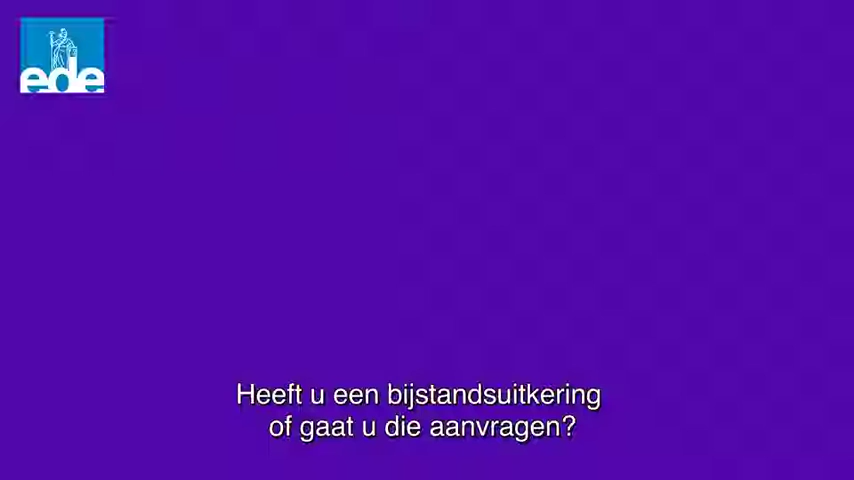 ede
Heeft u een bijstandsuitkering
of gaat u die aanvragen?